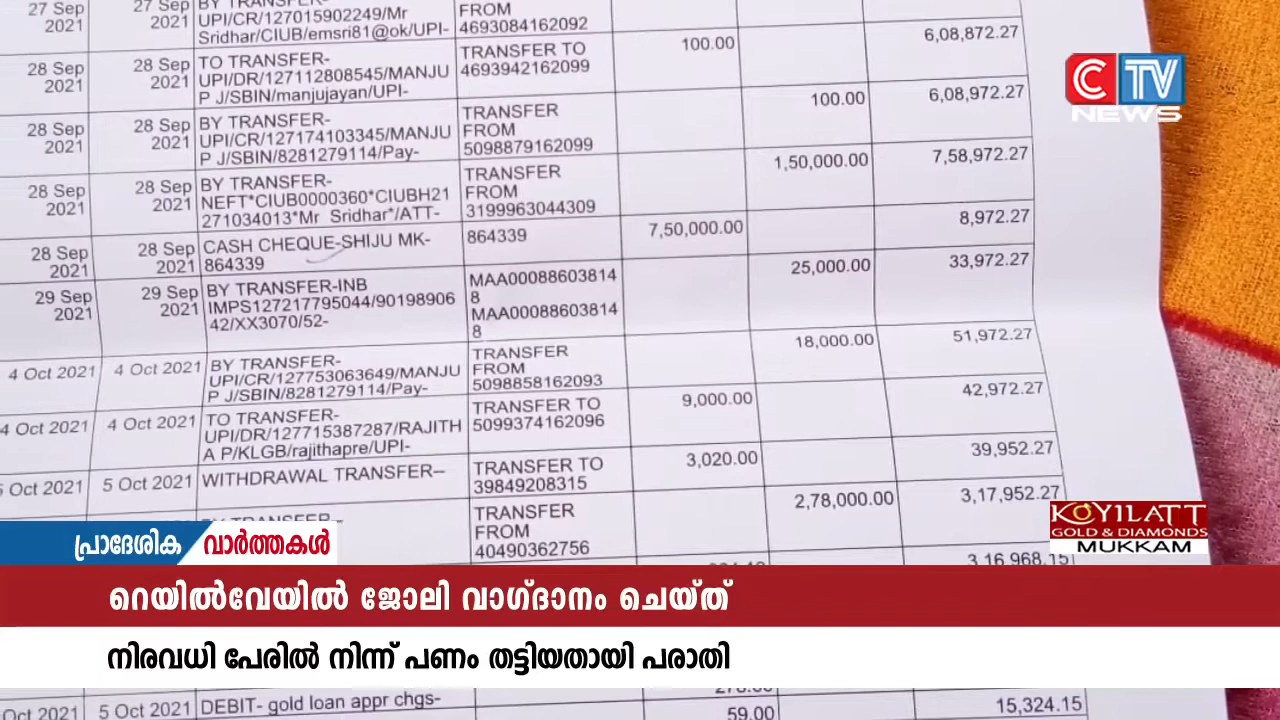 27 Sep 2021 27 Sep 2021 BY TRANSFER-
UPI/CR/127015902249/Mr
Sridhar/CIUB/emsri81@ok/UPI-
FROM
4693084162092
28 Sep 2021 28 Sep 2021 TO TRANSFER-
UPI/DR/127112808545/MANJU
P J/SBIN/manjujayan/UPI-
TRANSFER TO
4693942162099
100.00 6,08,872.27
28 Sep 2021 28 Sep 2021 BY TRANSFER-
UPI/CR/127174103345/MANJU
P J/SBIN/8281279114/Pay-
TRANSFER
FROM
5098879162099
100.00 6,08,972.27
28 Sep 2021 28 Sep 2021 BY TRANSFER-
NEFT*CIUB0000360*CIUBH21
271034013*Mr Sridhar*/ATT-
TRANSFER
FROM
3199963044309
1,50,000.00 7,58,972.27
28 Sep 2021 28 Sep 2021 CASH CHEQUE-SHIJU MK-
864339
864339
7,50,000.00 8,972.27
29 Sep 2021 29 Sep 2021 BY TRANSFER-INB
IMPS127217795044/90198906
42/XX3070/52-
MAA00088603814
8
MAA00088603814
8
25,000.00 33,972.27
4 Oct 2021 4 Oct 2021 BY TRANSFER-
UPI/CR/127753063649/MANJU
P J/SBIN/8281279114/Pay-
TRANSFER
FROM
5098858162093
18,000.00 51,972.27
4 Oct 2021 4 Oct 2021 TO TRANSFER-
UPI/DR/127715387287/RAJITH
A P/KLGB/rajithapre/UPI-
TRANSFER TO
5099374162096
9,000.00 42,972.27
5 Oct 2021 5 Oct 2021 WITHDRAWAL TRANSFER--
TRANSFER TO
39849208315
3,020.00 39,952.27
TRANSFER
FROM
40490362756
2,78,000.00 3,17,952.27
3,16,968.15
Oct 2021 5 Oct 2021 DEBIT- gold loan appr chgs-
59.00 15,324.15
CTV
NEWS
KOYILATT
GOLD & DIAMONDS
MUKKAM
പ്രാദേശിക വാർത്തകൾ
റെയിൽവേയിൽ ജോലി വാഗ്ദാനം ചെയ്ത്
നിരവധി പേരിൽ നിന്ന് പണം തട്ടിയതായി പരാതി